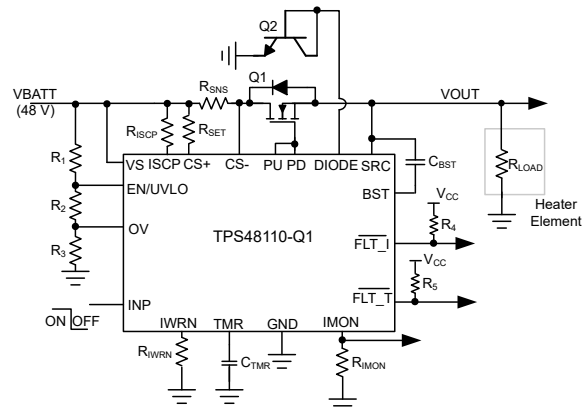 Q2
Q1
VBATT
(48 V)
RSNS
VOUT
RISCP
RSET
R1
VS
ISCP
CS+
CS-
PU
PD
DIODE
SRC
CBST
RLOAD
EN/UVLO
BST
VCC
Heater
Element
R2
OV
TPS48110-Q1
R4
FLT_I
R3
VCC
R5
FLT_T
INP
ON
OFF
IWRN
TMR
GND
IMON
RIWRN
CTMR
RIMON